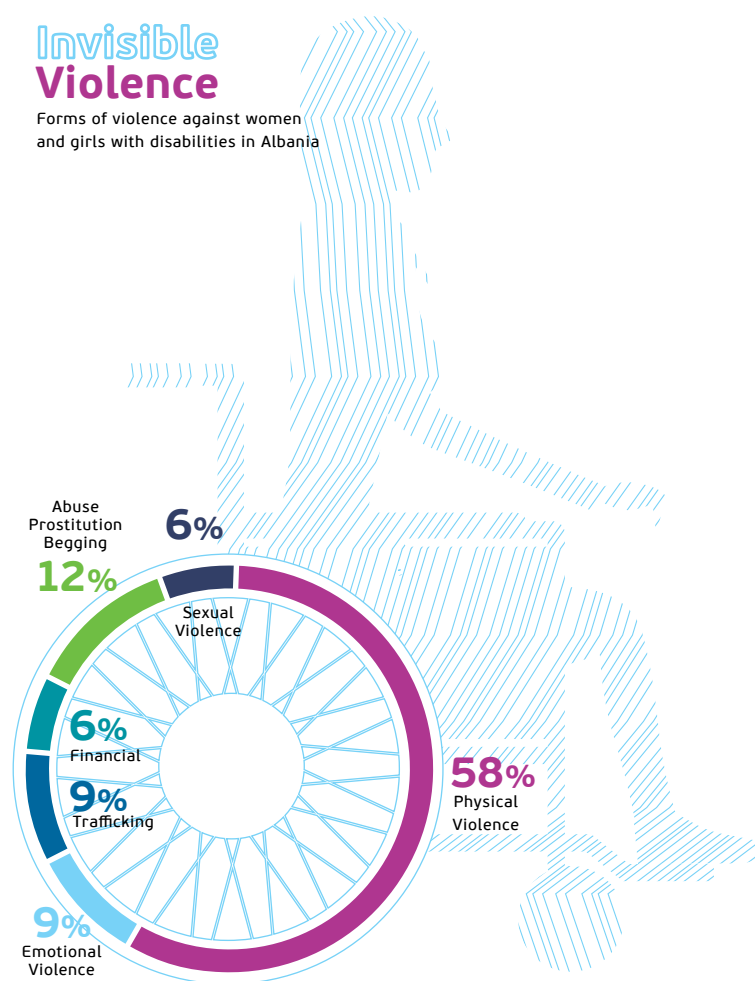 Invisible
Violence
Forms of violence against women
and girls with disabilities in Albania
Abuse
Prostitution
Begging
12%
6%
Sexual
Violence
6%
Financial
9%
Trafficking
58%
Physical
Violence
9%
Emotional
Violence